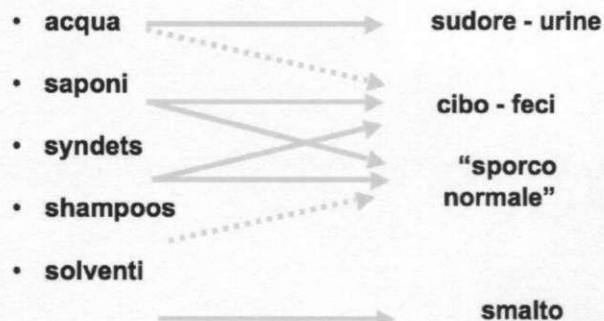 • acqua
sudore - urine
• saponi
cibo - feci
• syndets
“sporco
normale”
• shampoos
• solventi
smalto